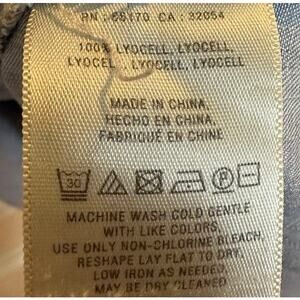 RN : 66170 CA : 32054
100% LYOCELL, LYOCELL,
LYOCELL, LYOCELL, LYOCELL
MADE IN CHINA,
HECHO EN CHINA,
FABRIQUÉ EN CHINE
30
MACHINE WASH COLD GENTLE
WITH LIKE COLORS,
USE ONLY NON-CHLORINE BLEACH,
RESHAPE LAY FLAT TO DRY,
LOW IRON AS NEEDED,
MAY BE DRY CLEANED